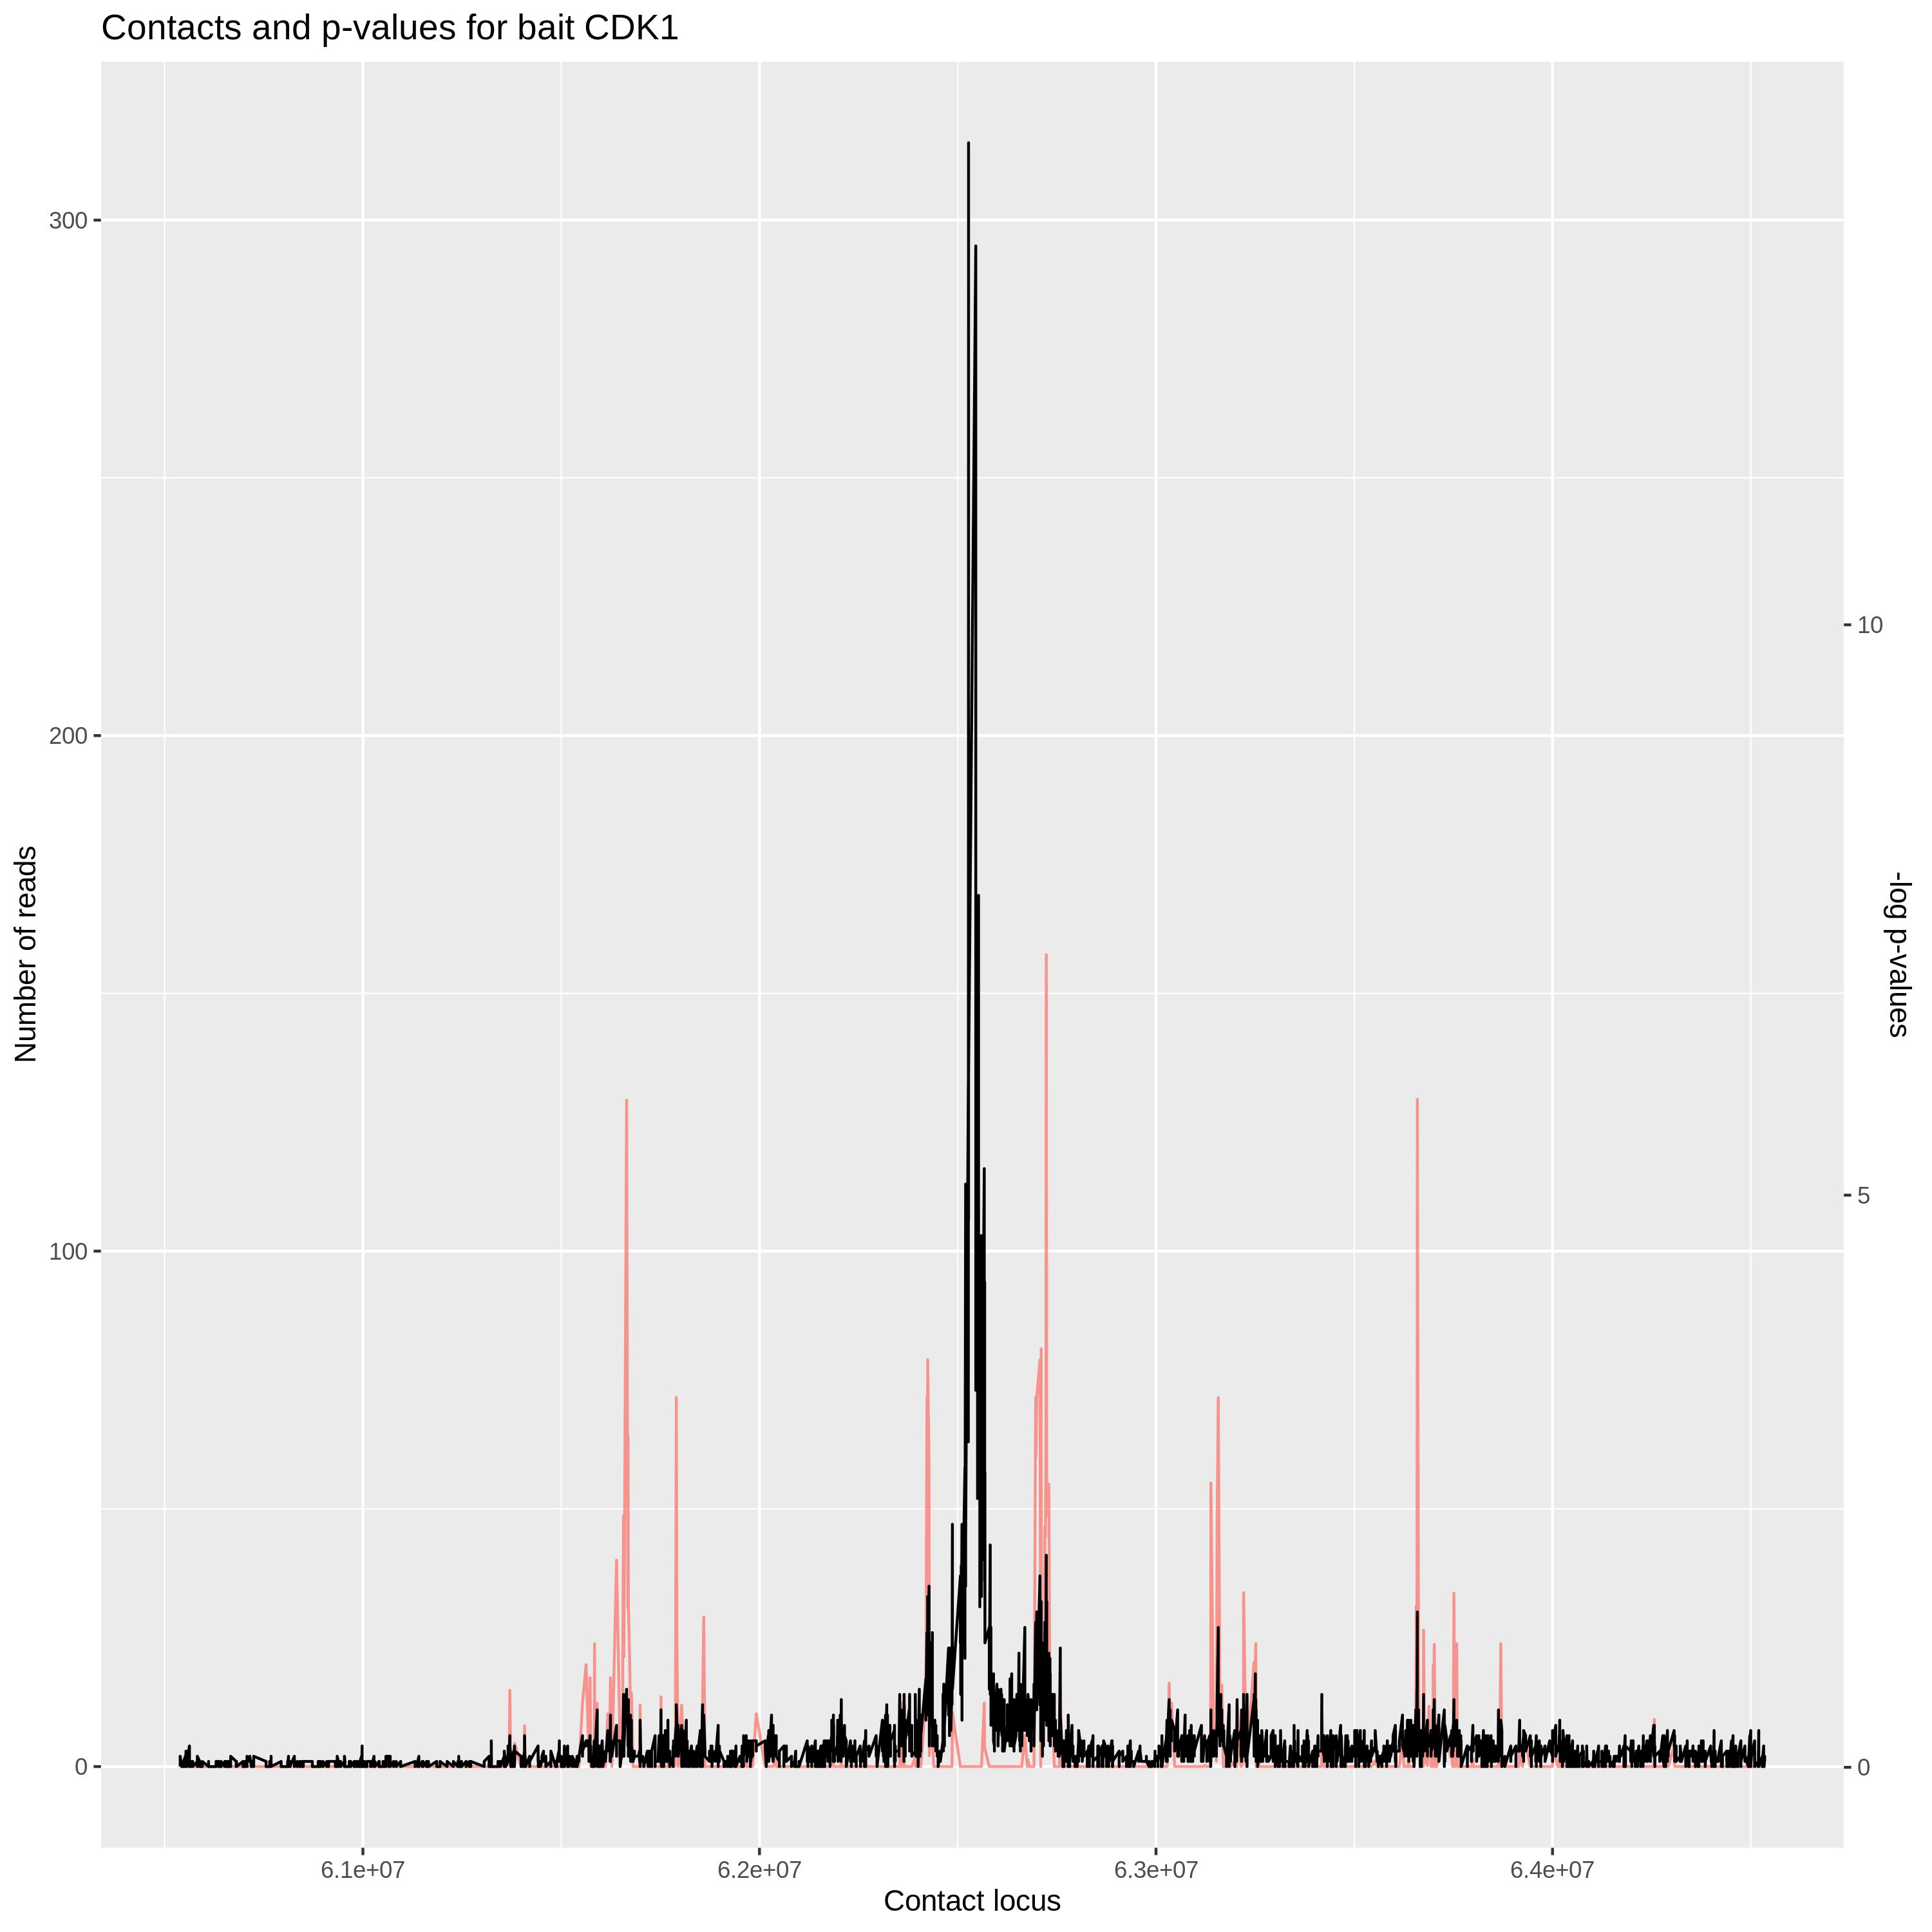 Contacts and p-values for bait CDK1
300
200
100
0
Number of reads
10
5
0
-log p-values
6.1e+07
6.2e+07
6.3e+07
6.4e+07
Contact locus